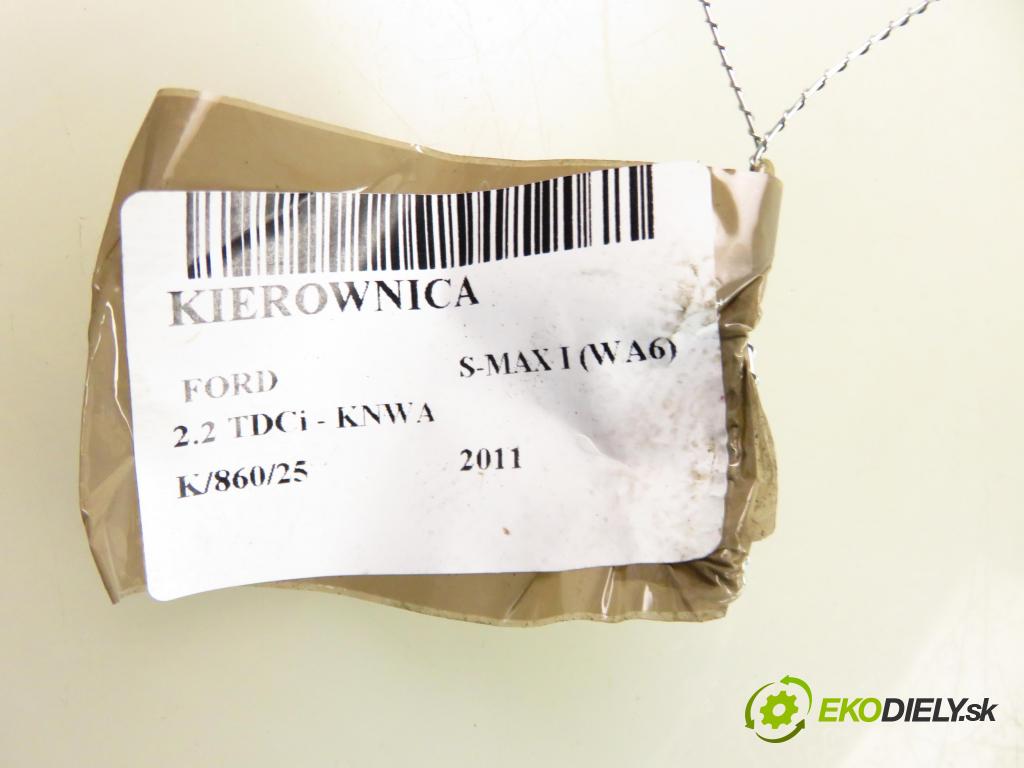 KIEROWNICA
FORD S-MAX I (WA6)
2.2 TDCi - KNWA
K/860/25 2011
EKODIELY.sk